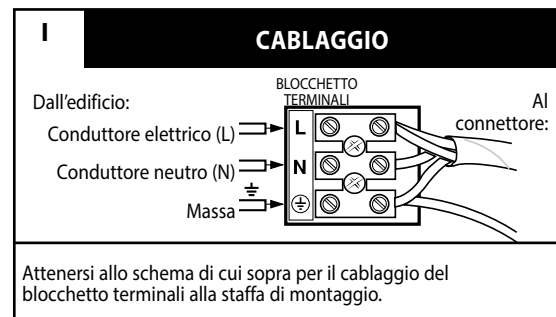 I
CABLAGGIO
BLOCCHETTO
TERMINALI
Dall'edificio:
Al
connettore:
Conduttore elettrico (L)
L
Conduttore neutro (N)
N
Massa
Attenersi allo schema di cui sopra per il cablaggio del
blocchetto terminali alla staffa di montaggio.